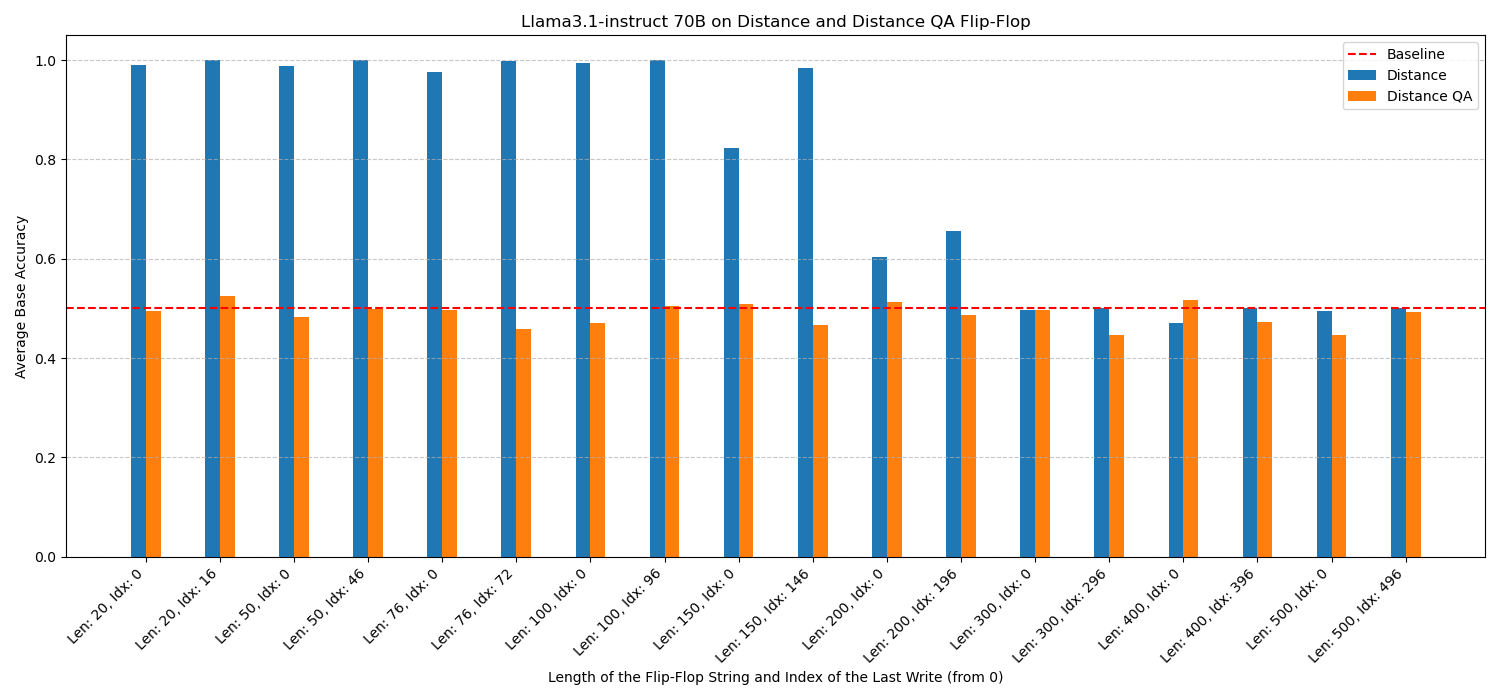 Llama3.1-instruct 70B on Distance and Distance QA Flip-Flop
Baseline
Distance
Distance QA
Average Base Accuracy
1.0
0.8
0.6
0.4
0.2
0.0
Len: 20, Idx: 0
Len: 20, Idx: 16
Len: 50, Idx: 0
Len: 50, Idx: 46
Len: 76, Idx: 0
Len: 76, Idx: 72
Len: 100, Idx: 0
Len: 100, Idx: 96
Len: 150, Idx: 0
Len: 150, Idx: 146
Len: 200, Idx: 0
Len: 200, Idx: 196
Len: 300, Idx: 0
Len: 300, Idx: 296
Len: 400, Idx: 0
Len: 400, Idx: 396
Len: 500, Idx: 0
Len: 500, Idx: 496
Length of the Flip-Flop String and Index of the Last Write (from 0)